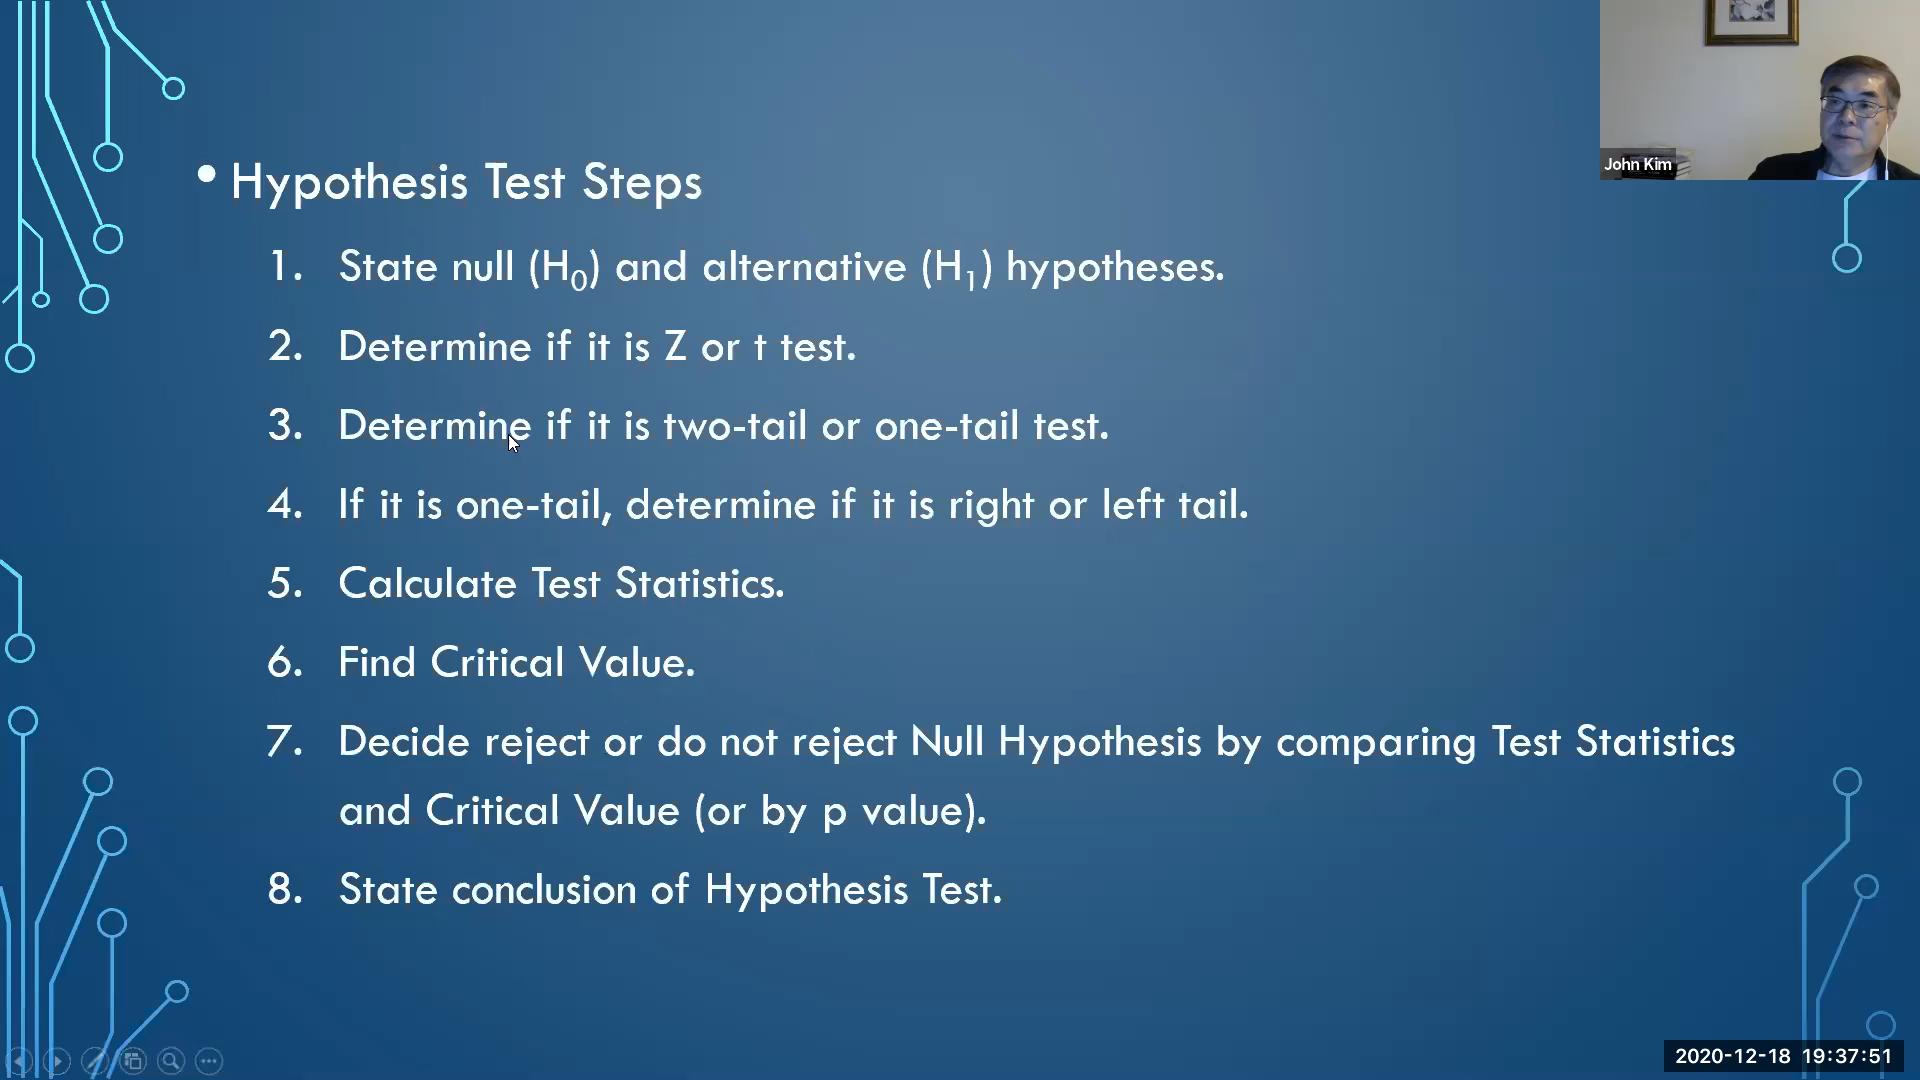 John Kim
• Hypothesis Test Steps
1. State null (H₀) and alternative (H₁) hypotheses.
2. Determine if it is Z or t test.
3. Determine if it is two-tail or one-tail test.
4. If it is one-tail, determine if it is right or left tail.
5. Calculate Test Statistics.
6. Find Critical Value.
7. Decide reject or do not reject Null Hypothesis by comparing Test Statistics
and Critical Value (or by p value).
8. State conclusion of Hypothesis Test.
2020-12-18 19:37:51